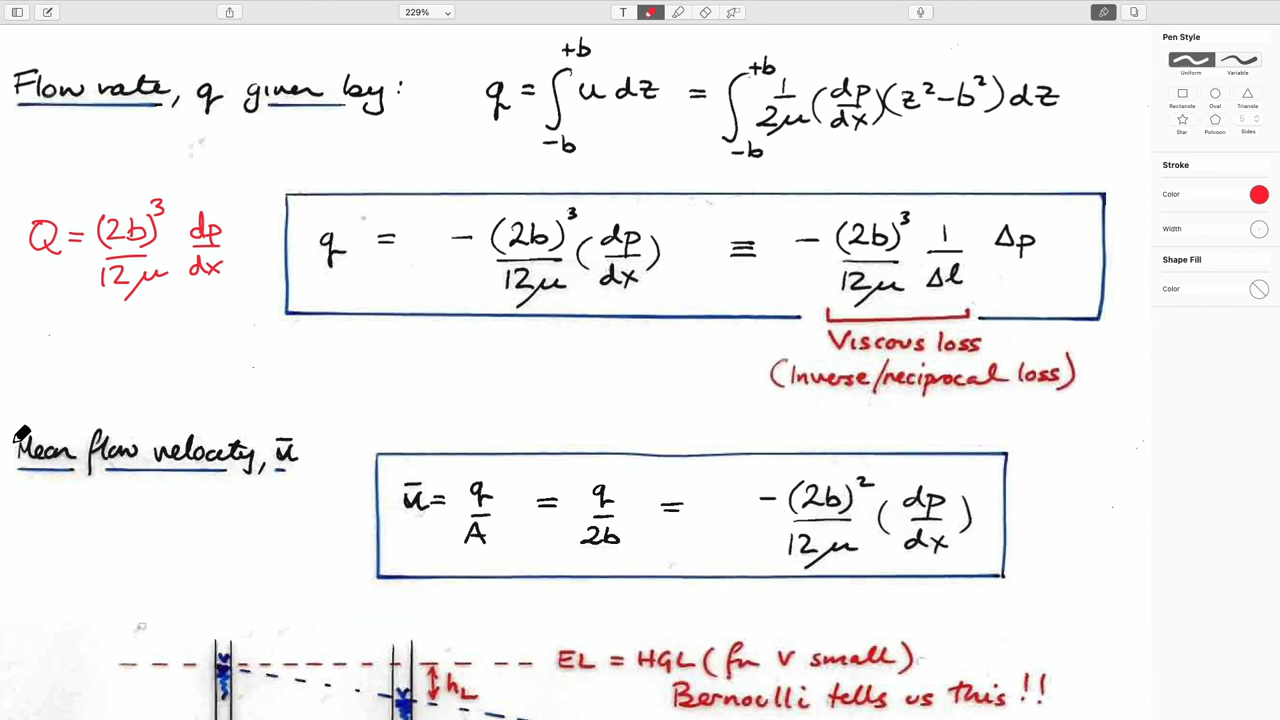 229%
T
Pen Style
Uniform
Variable
Rectangle
Oval
Triangle
Star
Polygon
5
Sides
Stroke
Color
Width
Shape Fill
Color
Flow rate, q given by: q = ∫_{-b}^{+b} u dz = ∫_{-b}^{+b} 1/2μ (dp/dx)(z² - b²) dz
Q = (2b)³/12μ dp/dx
q = - (2b)³/12μ (dp/dx) ≡ - (2b)³/12μ 1/Δl Δp
Viscous loss
(Inverse/reciprocal loss)
Mean flow velocity, ū
ū = q/A = q/2b = -(2b)²/12μ (dp/dx)
EL = HGL (for V small)
hL
Bernoulli tells us this!!